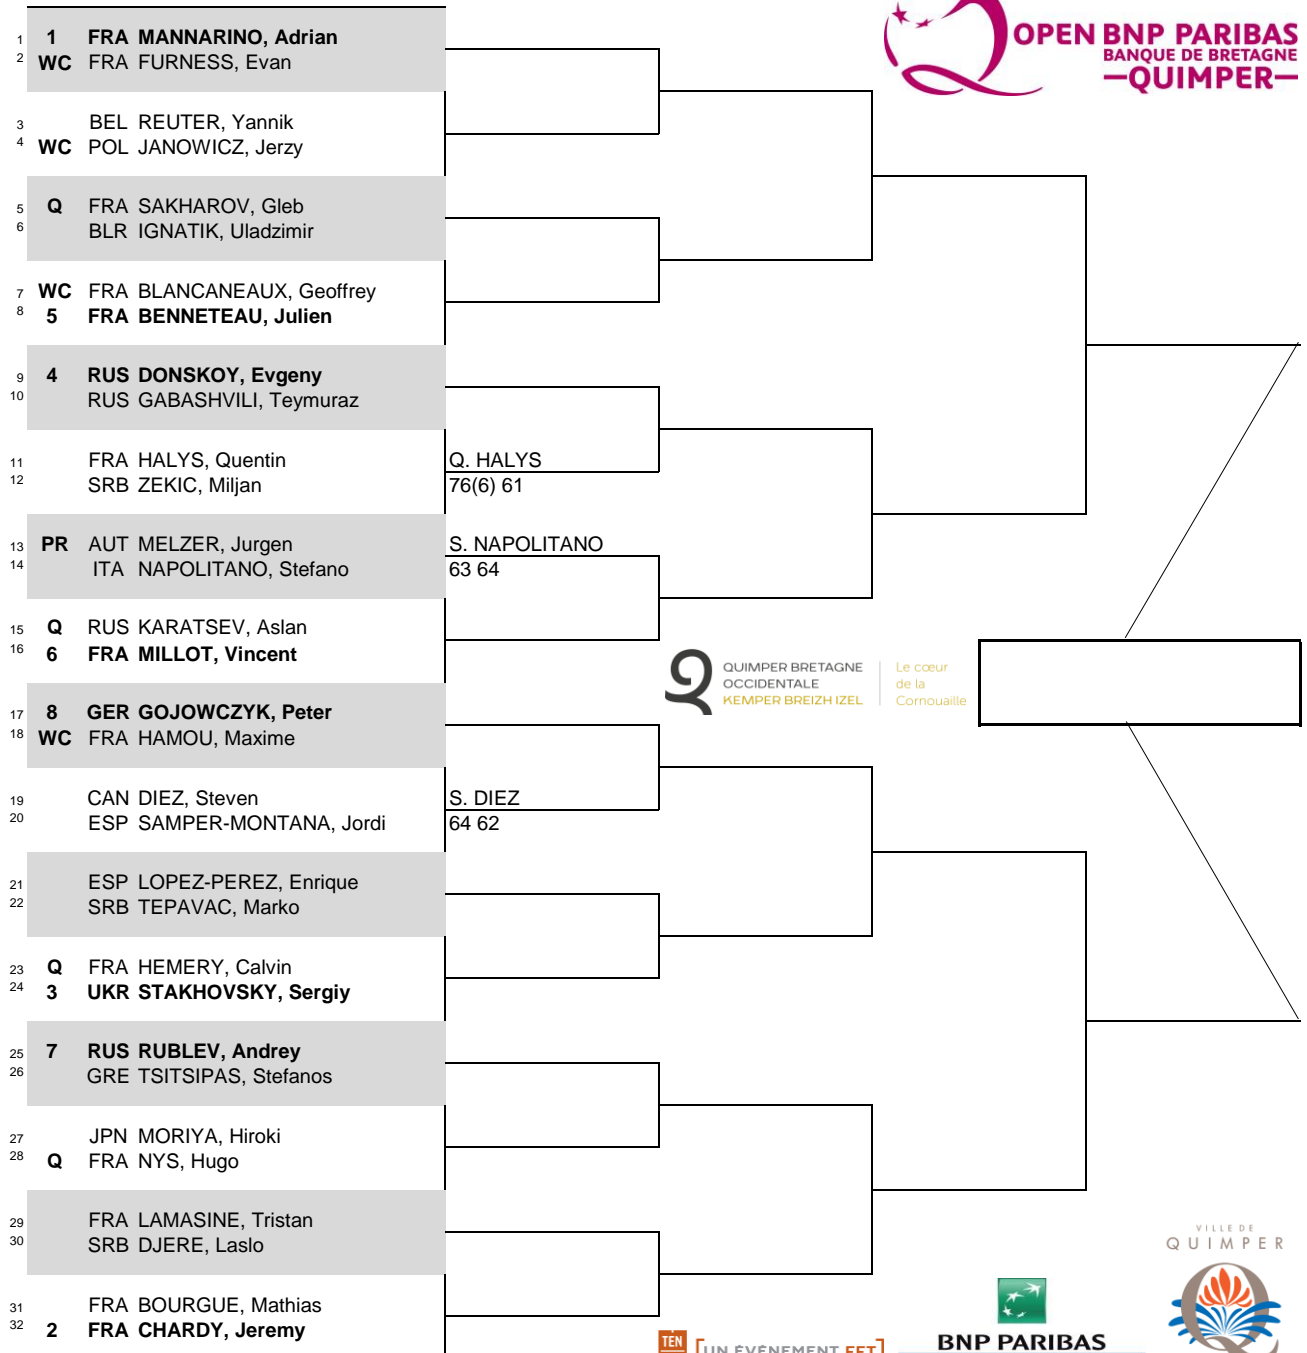 OPEN BNP PARIBAS
BANQUE DE BRETAGNE
—QUIMPER—
1 1 FRA MANNARINO, Adrian
2 WC FRA FURNESS, Evan
3 BEL REUTER, Yannik
4 WC POL JANOWICZ, Jerzy
5 Q FRA SAKHAROV, Gleb
6 BLR IGNATIK, Uladzimir
7 WC FRA BLANCANEAUX, Geoffrey
8 5 FRA BENNETEAU, Julien
9 4 RUS DONSKOY, Evgeny
10 RUS GABASHVILI, Teymuraz
11 FRA HALYS, Quentin Q. HALYS
12 SRB ZEKIC, Miljan 76(6) 61
13 PR AUT MELZER, Jurgen S. NAPOLITANO
14 ITA NAPOLITANO, Stefano 63 64
15 Q RUS KARATSEV, Aslan
16 6 FRA MILLOT, Vincent
QUIMPER BRETAGNE
OCCIDENTALE
KEMPER BREIZH IZEL
Le cœur
de la
Cornouaille
17 8 GER GOJOWCZYK, Peter
18 WC FRA HAMOU, Maxime
19 CAN DIEZ, Steven S. DIEZ
20 ESP SAMPER-MONTANA, Jordi 64 62
21 ESP LOPEZ-PEREZ, Enrique
22 SRB TEPAVAC, Marko
23 Q FRA HEMERY, Calvin
24 3 UKR STAKHOVSKY, Sergiy
25 7 RUS RUBLEV, Andrey
26 GRE TSITSIPAS, Stefanos
27 JPN MORIYA, Hiroki
28 Q FRA NYS, Hugo
29 FRA LAMASINE, Tristan
30 SRB DJERE, Laslo
31 FRA BOURGUE, Mathias
32 2 FRA CHARDY, Jeremy
VILLE DE
QUIMPER
TEN
[UN ÉVÉNEMENT FFT]
BNP PARIBAS